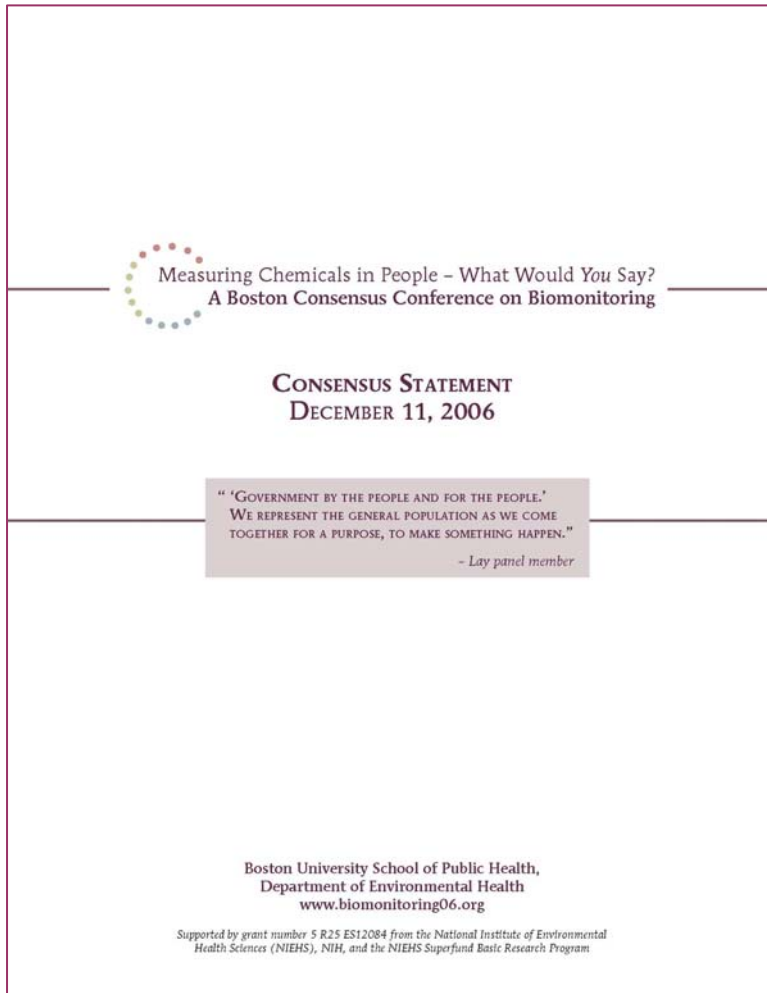 Measuring Chemicals in People – What Would You Say?
A Boston Consensus Conference on Biomonitoring
CONSENSUS STATEMENT
DECEMBER 11, 2006
“ ‘GOVERNMENT BY THE PEOPLE AND FOR THE PEOPLE.’
WE REPRESENT THE GENERAL POPULATION AS WE COME
TOGETHER FOR A PURPOSE, TO MAKE SOMETHING HAPPEN.”
– Lay panel member
Boston University School of Public Health,
Department of Environmental Health
www.biomonitoring06.org
Supported by grant number 5 R25 ES12084 from the National Institute of Environmental
Health Sciences (NIEHS), NIH, and the NIEHS Superfund Basic Research Program